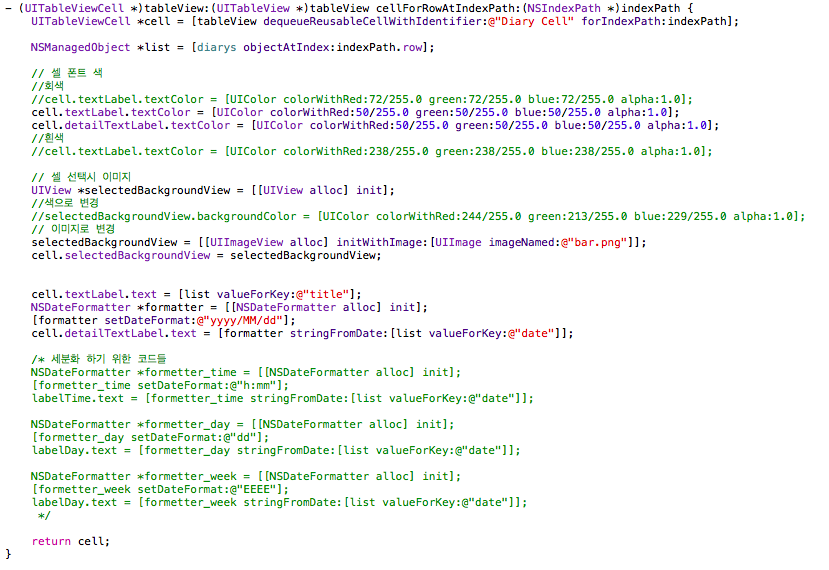 - (UITableViewCell *)tableView:(UITableView *)tableView cellForRowAtIndexPath:(NSIndexPath *)indexPath {
    UITableViewCell *cell = [tableView dequeueReusableCellWithIdentifier:@"Diary Cell" forIndexPath:indexPath];

    NSManagedObject *list = [diarys objectAtIndex:indexPath.row];

    // 셀 폰트 색
    //회색
    //cell.textLabel.textColor = [UIColor colorWithRed:72/255.0 green:72/255.0 blue:72/255.0 alpha:1.0];
    cell.textLabel.textColor = [UIColor colorWithRed:50/255.0 green:50/255.0 blue:50/255.0 alpha:1.0];
    cell.detailTextLabel.textColor = [UIColor colorWithRed:50/255.0 green:50/255.0 blue:50/255.0 alpha:1.0];
    //흰색
    //cell.textLabel.textColor = [UIColor colorWithRed:238/255.0 green:238/255.0 blue:238/255.0 alpha:1.0];

    // 셀 선택시 이미지
    UIView *selectedBackgroundView = [[UIView alloc] init];
    //색으로 변경
    //selectedBackgroundView.backgroundColor = [UIColor colorWithRed:244/255.0 green:213/255.0 blue:229/255.0 alpha:1.0];
    // 이미지로 변경
    selectedBackgroundView = [[UIImageView alloc] initWithImage:[UIImage imageNamed:@"bar.png"]];
    cell.selectedBackgroundView = selectedBackgroundView;


    cell.textLabel.text = [list valueForKey:@"title"];
    NSDateFormatter *formatter = [[NSDateFormatter alloc] init];
    [formatter setDateFormat:@"yyyy/MM/dd"];
    cell.detailTextLabel.text = [formatter stringFromDate:[list valueForKey:@"date"]];

    /* 세분화 하기 위한 코드들
    NSDateFormatter *formetter_time = [[NSDateFormatter alloc] init];
    [formetter_time setDateFormat:@"h:mm"];
    labelTime.text = [formetter_time stringFromDate:[list valueForKey:@"date"]];

    NSDateFormatter *formetter_day = [[NSDateFormatter alloc] init];
    [formetter_day setDateFormat:@"dd"];
    labelDay.text = [formetter_day stringFromDate:[list valueForKey:@"date"]];

    NSDateFormatter *formetter_week = [[NSDateFormatter alloc] init];
    [formetter_week setDateFormat:@"EEEE"];
    labelDay.text = [formetter_week stringFromDate:[list valueForKey:@"date"]];
     */

    return cell;
}